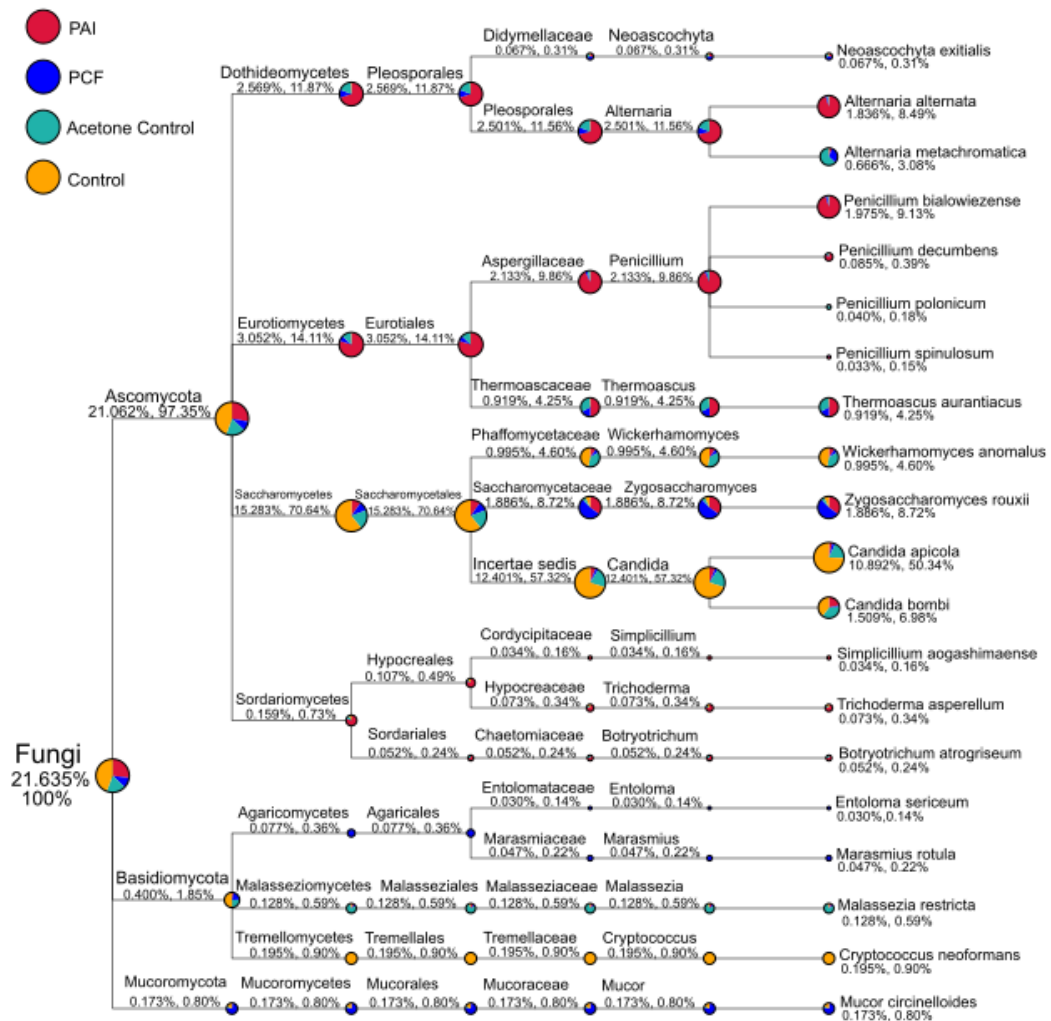 PAI
PCF
Acetone Control
Control
Didymellaceae
0.067%, 0.31%
Neoascochyta
0.067%, 0.31%
Neoascochyta exitialis
0.067%, 0.31%
Dothideomycetes
2.569%, 11.87%
Pleosporales
2.569%, 11.87%
Pleosporales
2.501%, 11.56%
Alternaria
2.501%, 11.56%
Alternaria alternata
1.836%, 8.49%
Alternaria metachromatica
0.666%, 3.08%
Penicillium bialowiezense
1.975%, 9.13%
Aspergillaceae
2.133%, 9.86%
Penicillium
2.133%, 9.86%
Penicillium decumbens
0.085%, 0.39%
Penicillium polonicum
0.040%, 0.18%
Eurotiomycetes
3.052%, 14.11%
Eurotiales
3.052%, 14.11%
Penicillium spinulosum
0.033%, 0.15%
Ascomycota
21.062%, 97.35%
Thermoascaceae
0.919%, 4.25%
Thermoascus
0.919%, 4.25%
Thermoascus aurantiacus
0.919%, 4.25%
Phaffomycetaceae
0.995%, 4.60%
Wickerhamomyces
0.995%, 4.60%
Wickerhamomyces anomalus
0.995%, 4.60%
Saccharomycetes
15.283%, 70.64%
Saccharomycetales
15.283%, 70.64%
Saccharomycetaceae
1.886%, 8.72%
Zygosaccharomyces
1.886%, 8.72%
Zygosaccharomyces rouxii
1.886%, 8.72%
Incertae sedis
12.401%, 57.32%
Candida
12.401%, 57.32%
Candida apicola
10.892%, 50.34%
Candida bombi
1.509%, 6.98%
Cordycipitaceae
0.034%, 0.16%
Simplicillium
0.034%, 0.16%
Simplicillium aogashimaense
0.034%, 0.16%
Hypocreales
0.107%, 0.49%
Hypocreaceae
0.073%, 0.34%
Trichoderma
0.073%, 0.34%
Trichoderma asperellum
0.073%, 0.34%
Sordariomycetes
0.159%, 0.73%
Sordariales
0.052%, 0.24%
Chaetomiaceae
0.052%, 0.24%
Botryotrichum
0.052%, 0.24%
Botryotrichum atrogriseum
0.052%, 0.24%
Fungi
21.635%
100%
Entolomataceae
0.030%, 0.14%
Entoloma
0.030%, 0.14%
Entoloma sericeum
0.030%,0.14%
Agaricomycetes
0.077%, 0.36%
Agaricales
0.077%, 0.36%
Marasmiaceae
0.047%, 0.22%
Marasmius
0.047%, 0.22%
Marasmius rotula
0.047%, 0.22%
Basidiomycota
0.400%, 1.85%
Malasseziomycetes
0.128%, 0.59%
Malasseziales
0.128%, 0.59%
Malasseziaceae
0.128%, 0.59%
Malassezia
0.128%, 0.59%
Malassezia restricta
0.128%, 0.59%
Tremellomycetes
0.195%, 0.90%
Tremellales
0.195%, 0.90%
Tremellaceae
0.195%, 0.90%
Cryptococcus
0.195%, 0.90%
Cryptococcus neoformans
0.195%, 0.90%
Mucoromycota
0.173%, 0.80%
Mucoromycetes
0.173%, 0.80%
Mucorales
0.173%, 0.80%
Mucoraceae
0.173%, 0.80%
Mucor
0.173%, 0.80%
Mucor circinelloides
0.173%, 0.80%